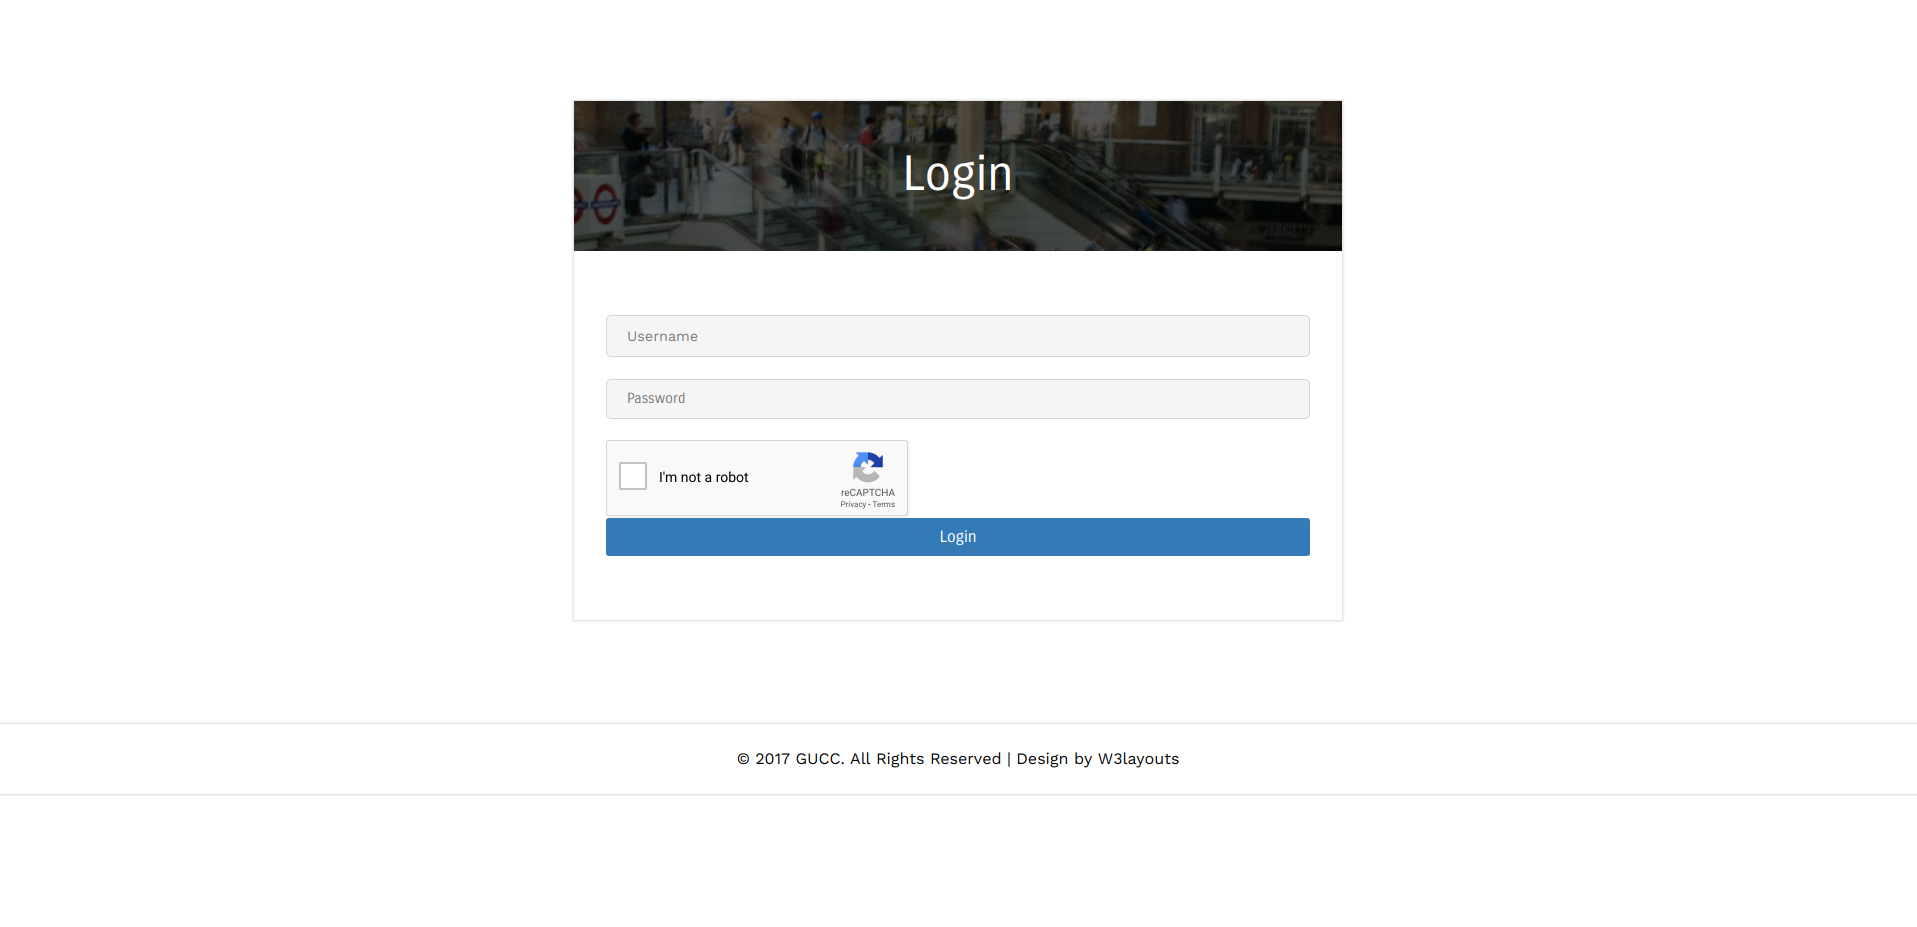 Login
Username
Password
I'm not a robot
reCAPTCHA
Privacy - Terms
Login
© 2017 GUCC. All Rights Reserved | Design by W3layouts